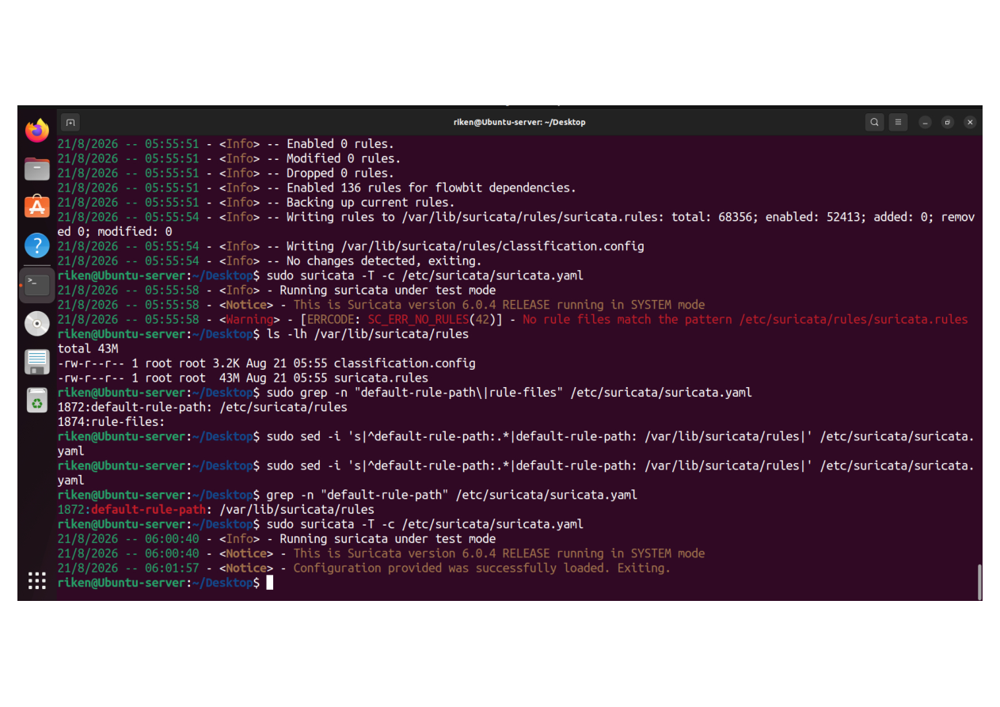 riken@Ubuntu-server: ~/Desktop
21/8/2026 -- 05:55:51 - <Info> -- Enabled 0 rules.
21/8/2026 -- 05:55:51 - <Info> -- Modified 0 rules.
21/8/2026 -- 05:55:51 - <Info> -- Dropped 0 rules.
21/8/2026 -- 05:55:51 - <Info> -- Enabled 136 rules for flowbit dependencies.
21/8/2026 -- 05:55:51 - <Info> -- Backing up current rules.
21/8/2026 -- 05:55:54 - <Info> -- Writing rules to /var/lib/suricata/rules/suricata.rules: total: 68356; enabled: 52413; added: 0; remov
ed 0; modified: 0
21/8/2026 -- 05:55:54 - <Info> -- Writing /var/lib/suricata/rules/classification.config
21/8/2026 -- 05:55:54 - <Info> -- No changes detected, exiting.
riken@Ubuntu-server:~/Desktop$ sudo suricata -T -c /etc/suricata/suricata.yaml
21/8/2026 -- 05:55:58 - <Info> - Running suricata under test mode
21/8/2026 -- 05:55:58 - <Notice> - This is Suricata version 6.0.4 RELEASE running in SYSTEM mode
21/8/2026 -- 05:55:58 - <Warning> - [ERRCODE: SC_ERR_NO_RULES(42)] - No rule files match the pattern /etc/suricata/rules/suricata.rules
riken@Ubuntu-server:~/Desktop$ ls -lh /var/lib/suricata/rules
total 43M
-rw-r--r-- 1 root root 3.2K Aug 21 05:55 classification.config
-rw-r--r-- 1 root root  43M Aug 21 05:55 suricata.rules
riken@Ubuntu-server:~/Desktop$ sudo grep -n "default-rule-path\|rule-files" /etc/suricata/suricata.yaml
1872:default-rule-path: /etc/suricata/rules
1874:rule-files:
riken@Ubuntu-server:~/Desktop$ sudo sed -i 's|^default-rule-path:.*|default-rule-path: /var/lib/suricata/rules|' /etc/suricata/suricata.
yaml
riken@Ubuntu-server:~/Desktop$ sudo sed -i 's|^default-rule-path:.*|default-rule-path: /var/lib/suricata/rules|' /etc/suricata/suricata.
yaml
riken@Ubuntu-server:~/Desktop$ grep -n "default-rule-path" /etc/suricata/suricata.yaml
1872:default-rule-path: /var/lib/suricata/rules
riken@Ubuntu-server:~/Desktop$ sudo suricata -T -c /etc/suricata/suricata.yaml
21/8/2026 -- 06:00:40 - <Info> - Running suricata under test mode
21/8/2026 -- 06:00:40 - <Notice> - This is Suricata version 6.0.4 RELEASE running in SYSTEM mode
21/8/2026 -- 06:01:57 - <Notice> - Configuration provided was successfully loaded. Exiting.
riken@Ubuntu-server:~/Desktop$